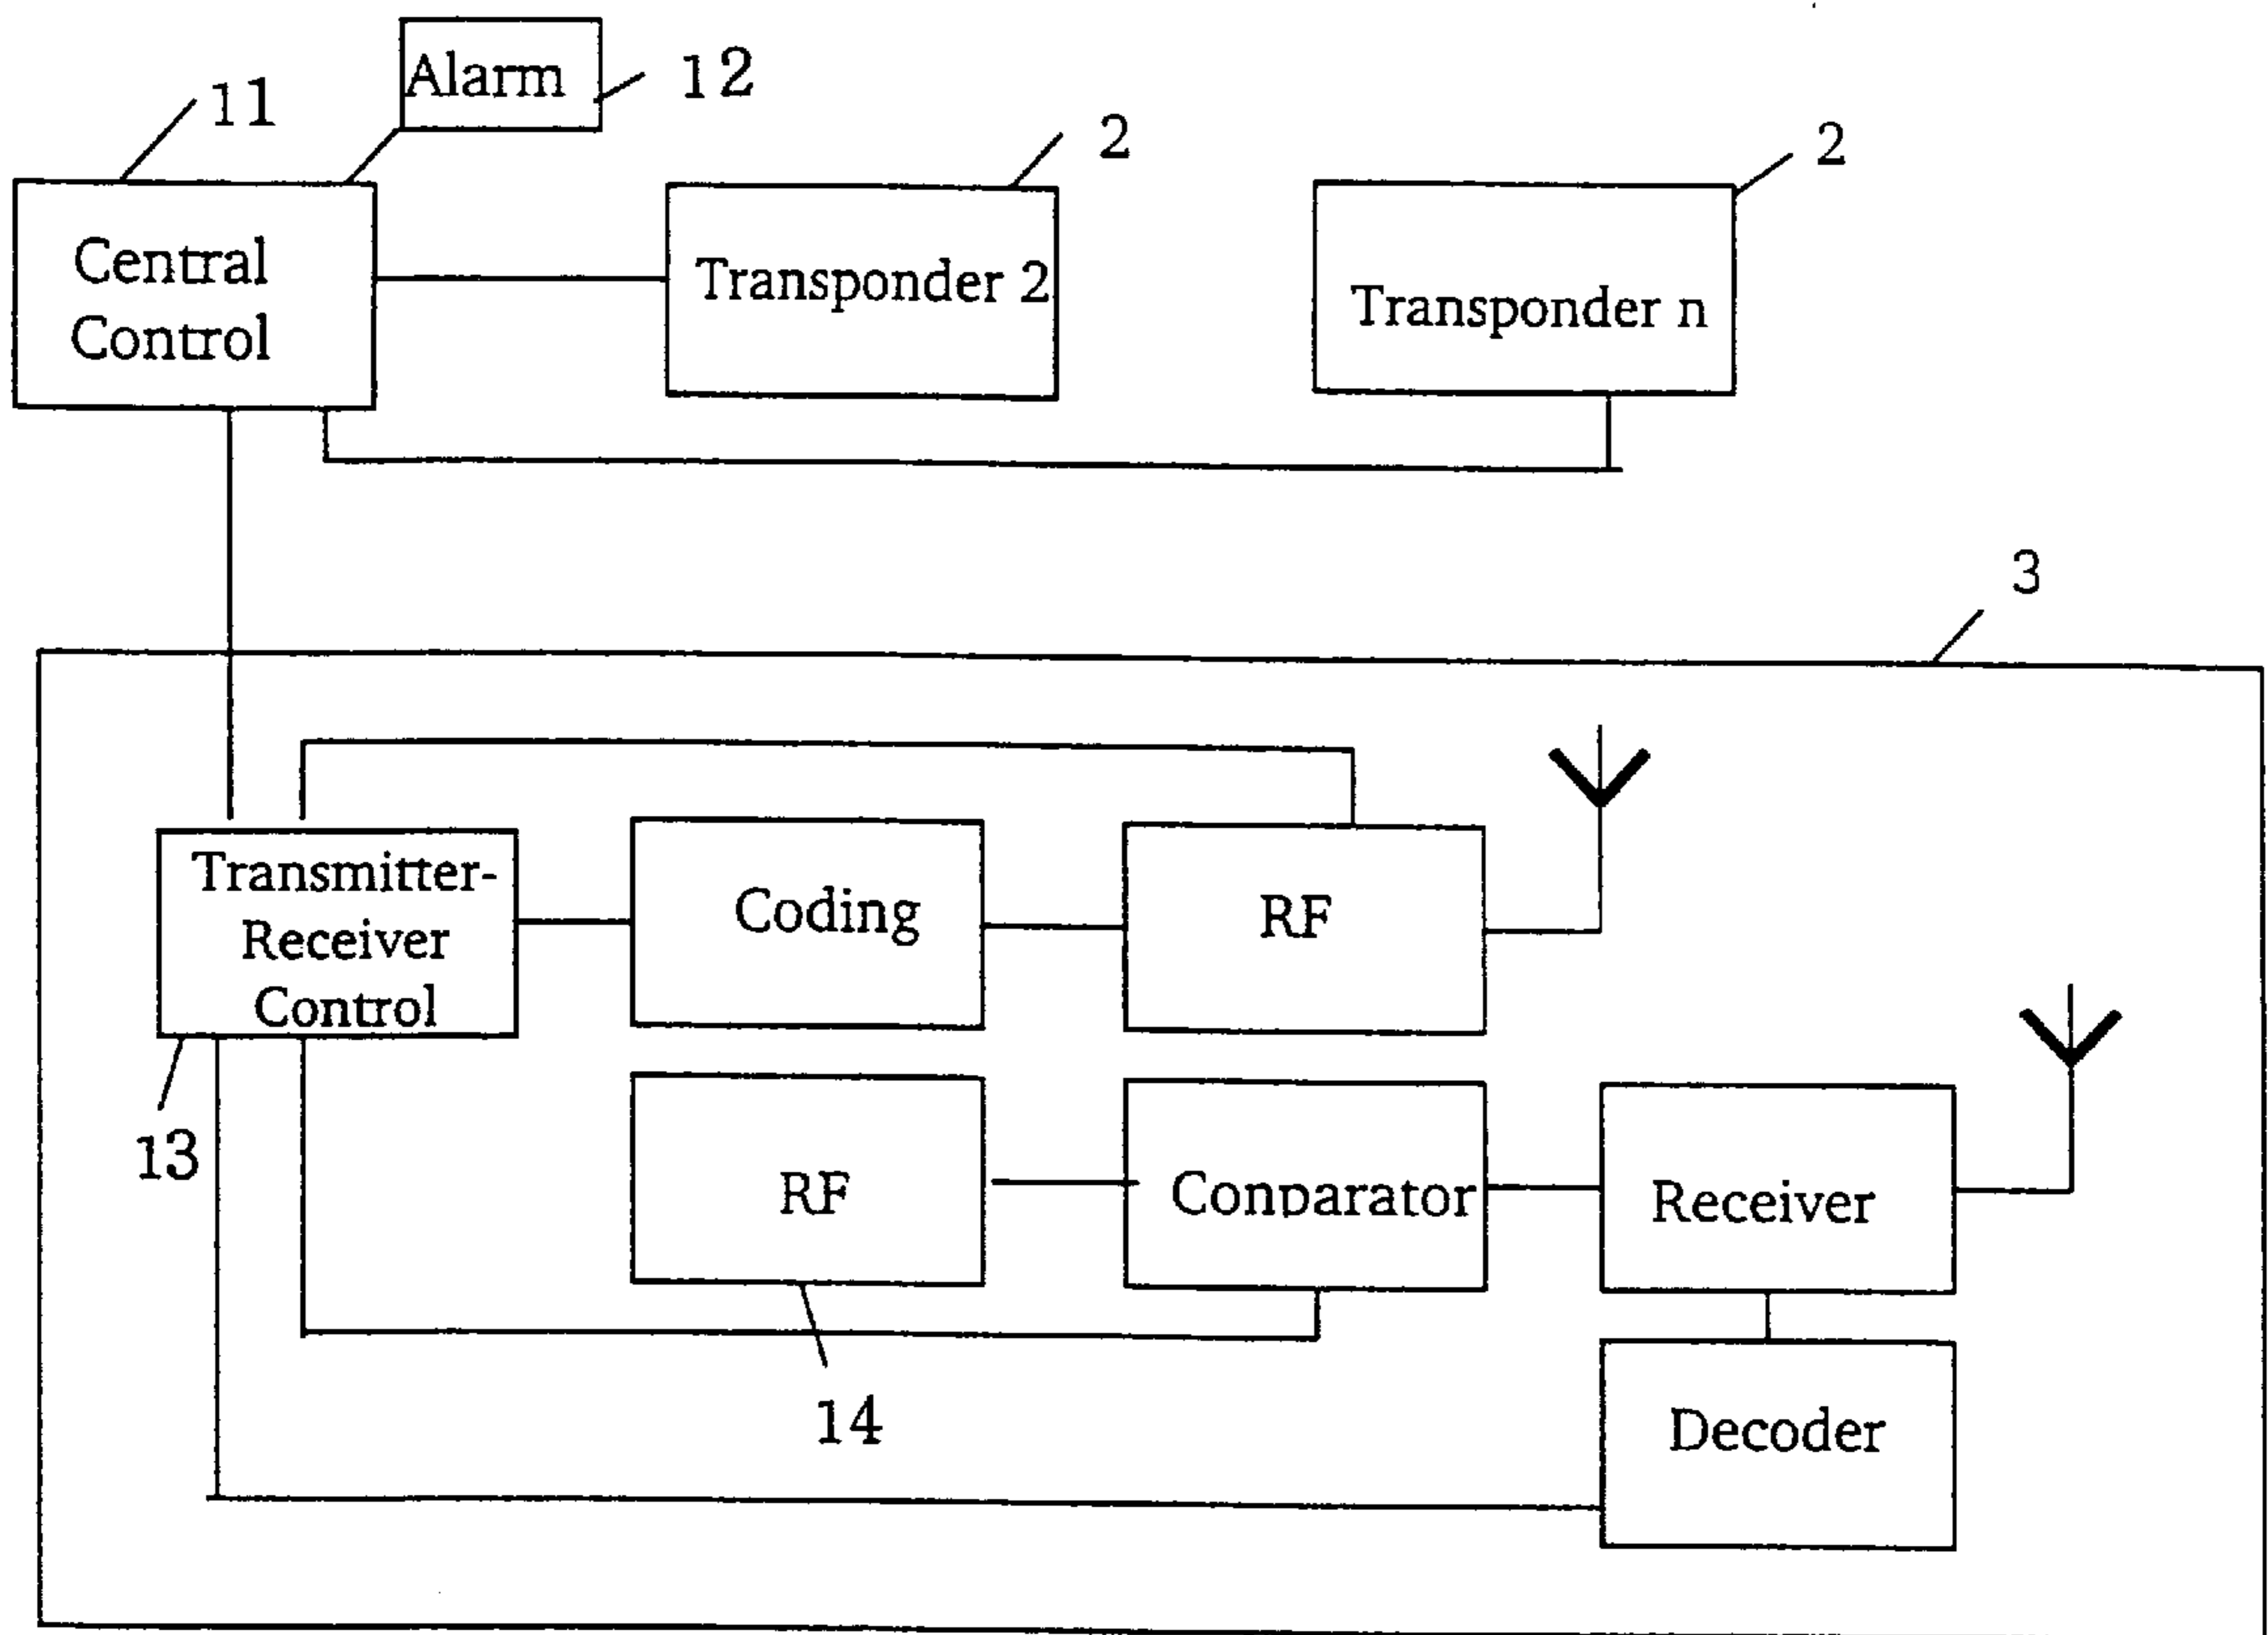 Alarm
12
11
2
2
Central
Control
Transponder 2
Transponder n
3
Transmitter-
Receiver
Control
Coding
RF
13
RF
Conparator
Receiver
14
Decoder